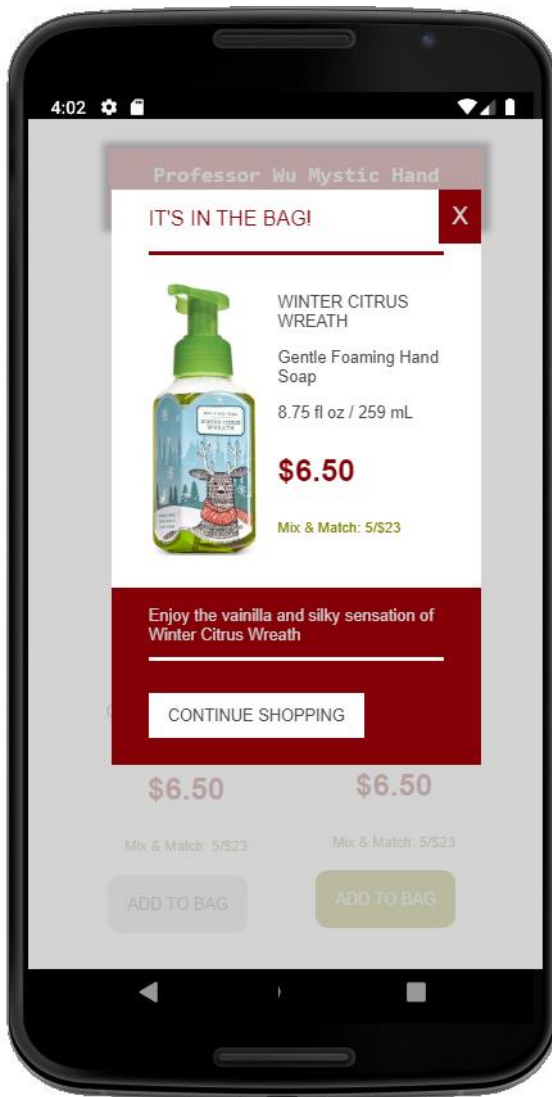 4:02
Professor Wu Mystic Hand
IT'S IN THE BAG!
X
WINTER CITRUS
WREATH
Gentle Foaming Hand
Soap
8.75 fl oz / 259 mL
$6.50
Mix & Match: 5/$23
WINTER CITRUS
WREATH
Enjoy the vainilla and silky sensation of
Winter Citrus Wreath
CONTINUE SHOPPING
$6.50
$6.50
Mix & Match: 5/$23
Mix & Match: 5/$23
ADD TO BAG
ADD TO BAG